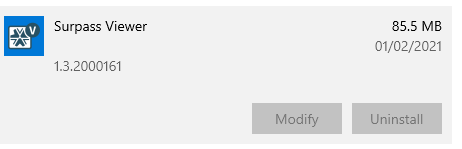 V
Surpass Viewer
85.5 MB
01/02/2021
1.3.2000161
Modify
Uninstall